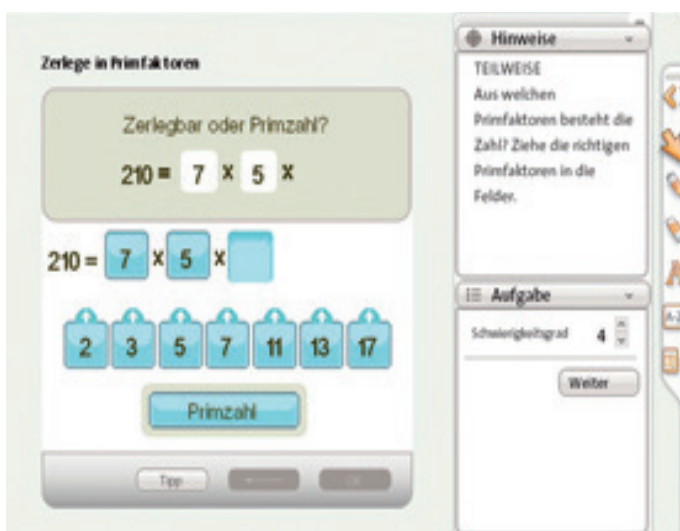 Zerlege in Primfaktoren
Zerlegbar oder Primzahl?
210 = 7 x 5 x
210 = 7 x 5 x
2 3 5 7 11 13 17
Primzahl
Tipp
Hinweise
TEILWEISE
Aus welchen
Primfaktoren besteht die
Zahl? Ziehe die richtigen
Primfaktoren in die
Felder.
Aufgabe
Schwierigkeitsgrad 4
Weiter
A
A-Z